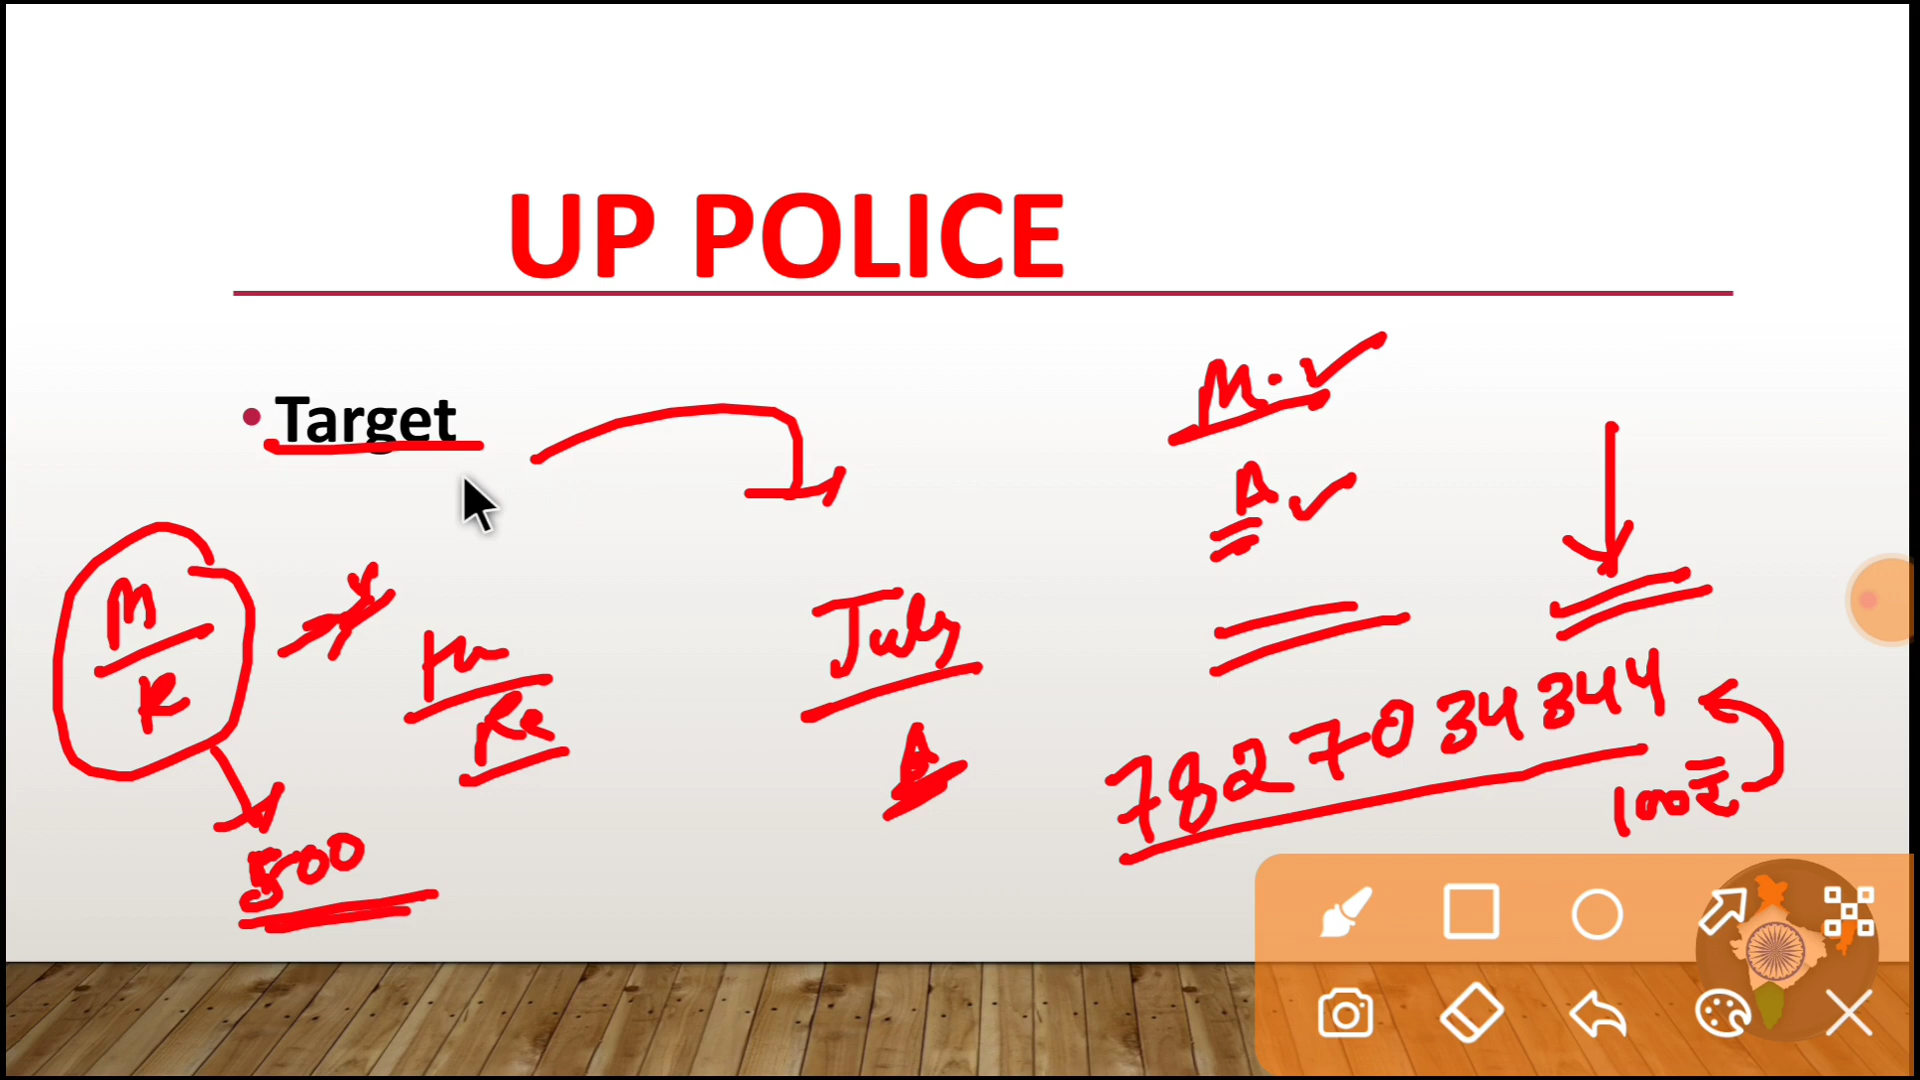 UP POLICE
• Target
M. ✓
A ✓
M
R
July
A
500
7827034344
100₹